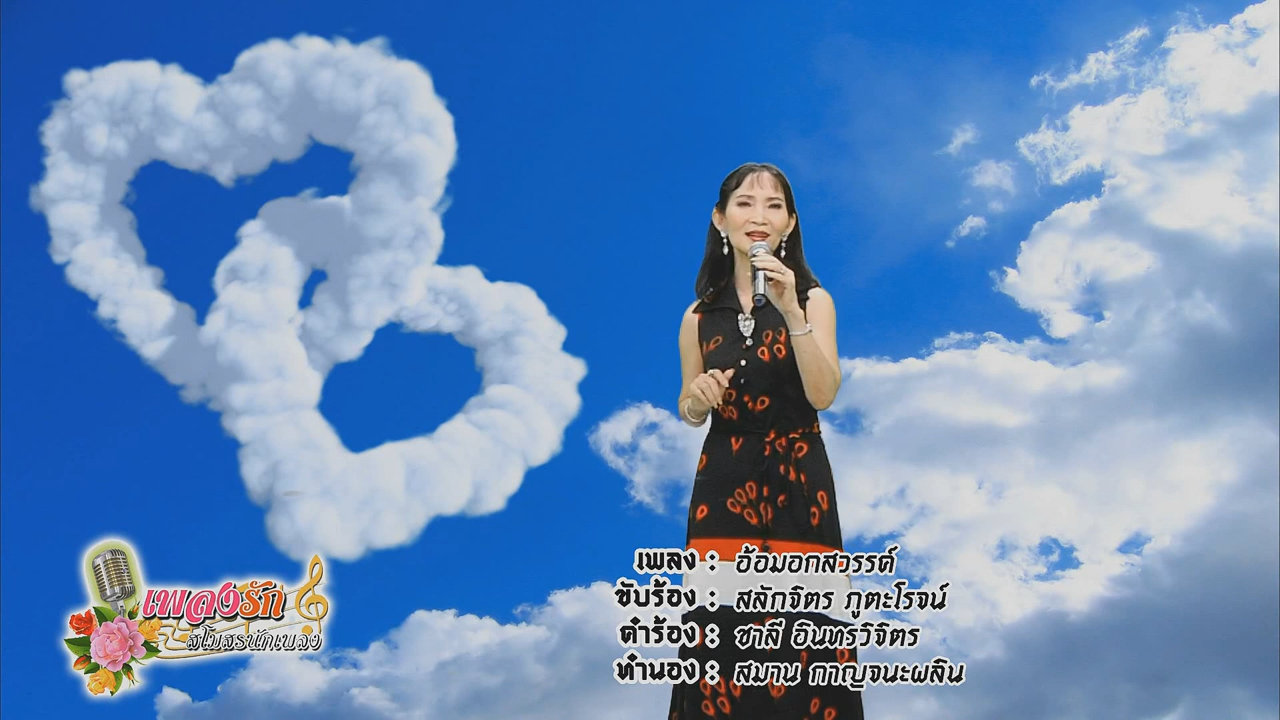 เพลงรัก
สโมสรนักเพลง
เพลง : อ้อมอกสวรรค์
ขับร้อง : สลักจิตร ภูตะโรจน์
คำร้อง : ชาลี อินทรวิจิตร
ทำนอง : สมาน กาญจนะผลิน